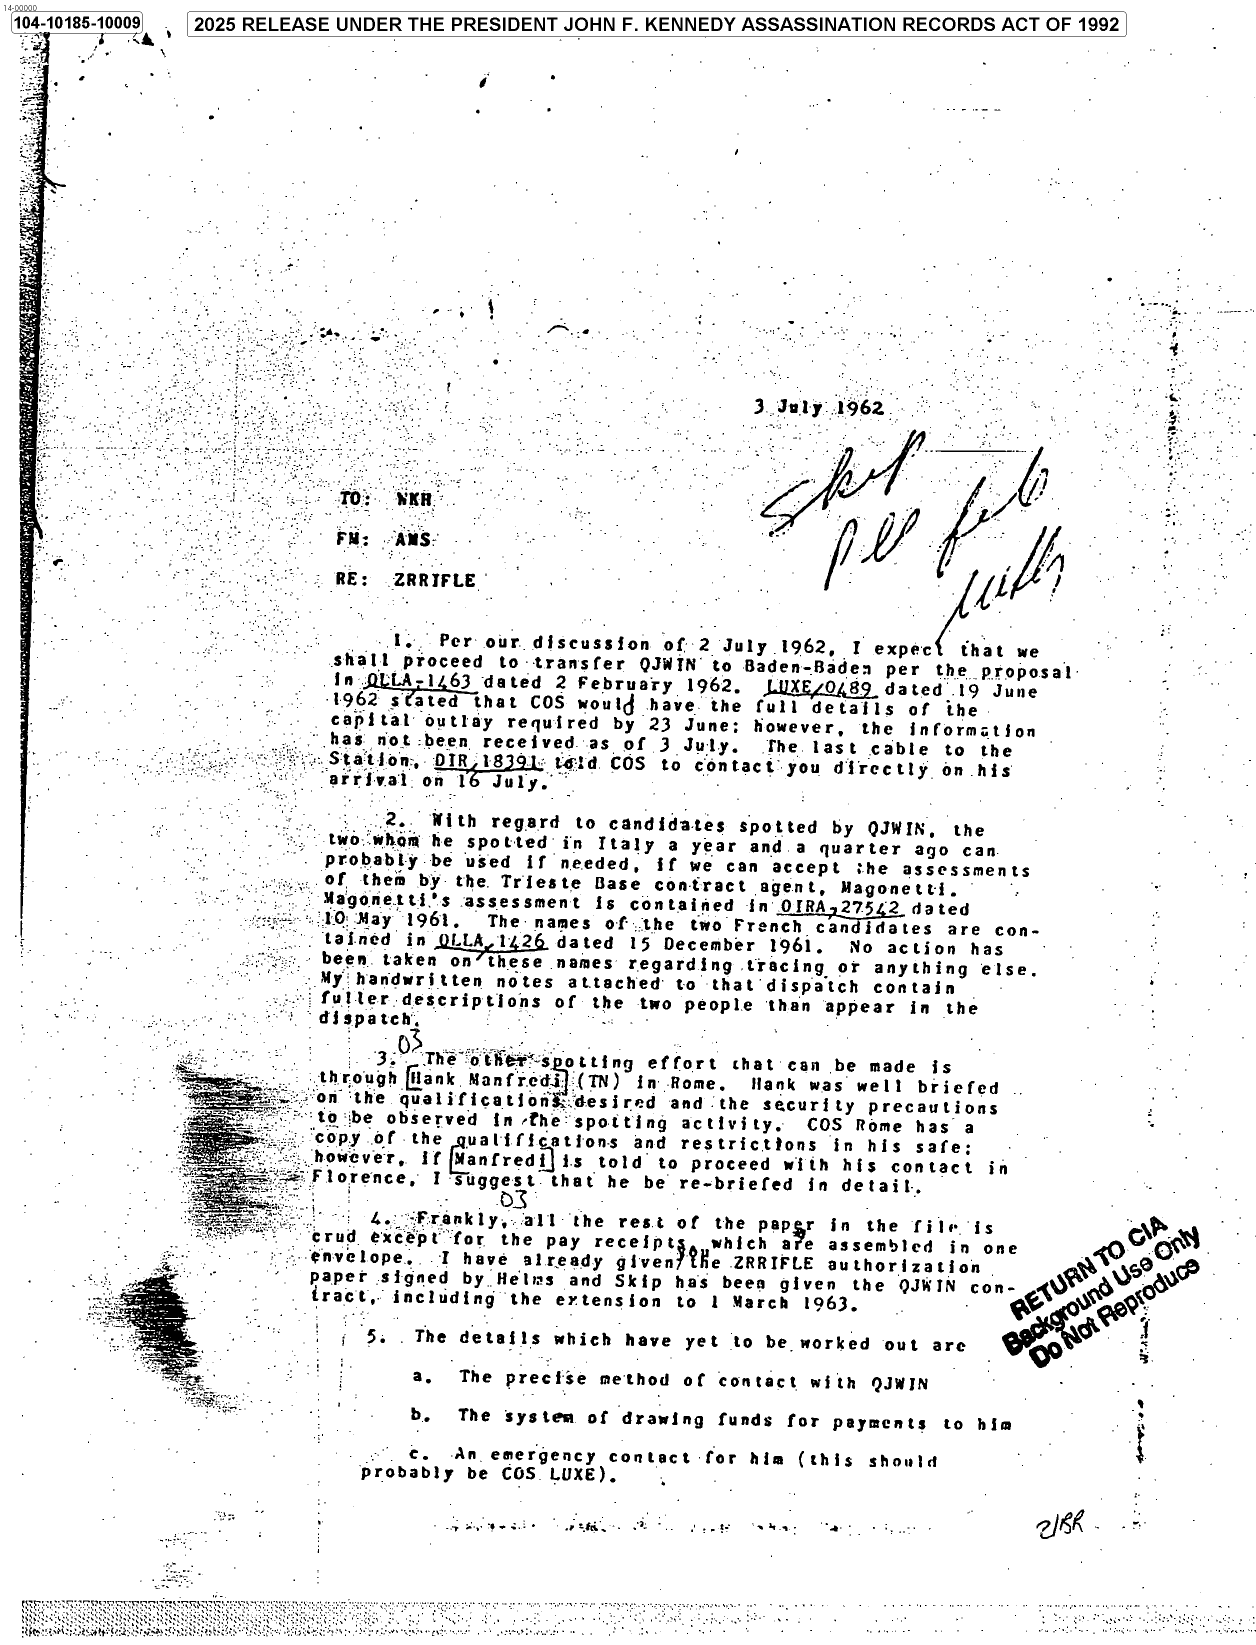 14-00000
104-10185-10009
2025 RELEASE UNDER THE PRESIDENT JOHN F. KENNEDY ASSASSINATION RECORDS ACT OF 1992
3 July 1962
Skip
TO: WKH
FM: AMS
RE: ZRRIFLE
1. Per our discussion of 2 July 1962, I expect that we
shall proceed to transfer QJWIN to Baden-Baden per the proposal
in QLLA-1463 dated 2 February 1962. LUXE/0489 dated 19 June
1962 stated that COS would have the full details of the
capital outlay required by 23 June; however, the information
has not been received as of 3 July. The last cable to the
Station, DIR 18391 told COS to contact you directly on his
arrival on 16 July.
2. With regard to candidates spotted by QJWIN, the
two whom he spotted in Italy a year and a quarter ago can
probably be used if needed, if we can accept the assessments
of them by the Trieste Base contract agent, Magonetti.
Magonetti's assessment is contained in OIRA 27542 dated
10 May 1961. The names of the two French candidates are con-
tained in QLLA 1426 dated 15 December 1961. No action has
been taken on these names regarding tracing or anything else.
My handwritten notes attached to that dispatch contain
fuller descriptions of the two people than appear in the
dispatch.
03
3. The other spotting effort that can be made is
through [Hank Manfredi] (TN) in Rome. Hank was well briefed
on the qualifications desired and the security precautions
to be observed in the spotting activity. COS Rome has a
copy of the qualifications and restrictions in his safe;
however, if [Manfredi] is told to proceed with his contact in
Florence, I suggest that he be re-briefed in detail.
03
4. Frankly, all the rest of the paper in the file is
crud except for the pay receipts, which are assembled in one
envelope. I have already given the ZRRIFLE authorization
paper signed by Helms and Skip has been given the QJWIN con-
tract, including the extension to 1 March 1963.
5. The details which have yet to be worked out are
a. The precise method of contact with QJWIN
b. The system of drawing funds for payments to him
c. An emergency contact for him (this should
probably be COS LUXE).
RETURN TO CIA
Background Use Only
Do Not Reproduce